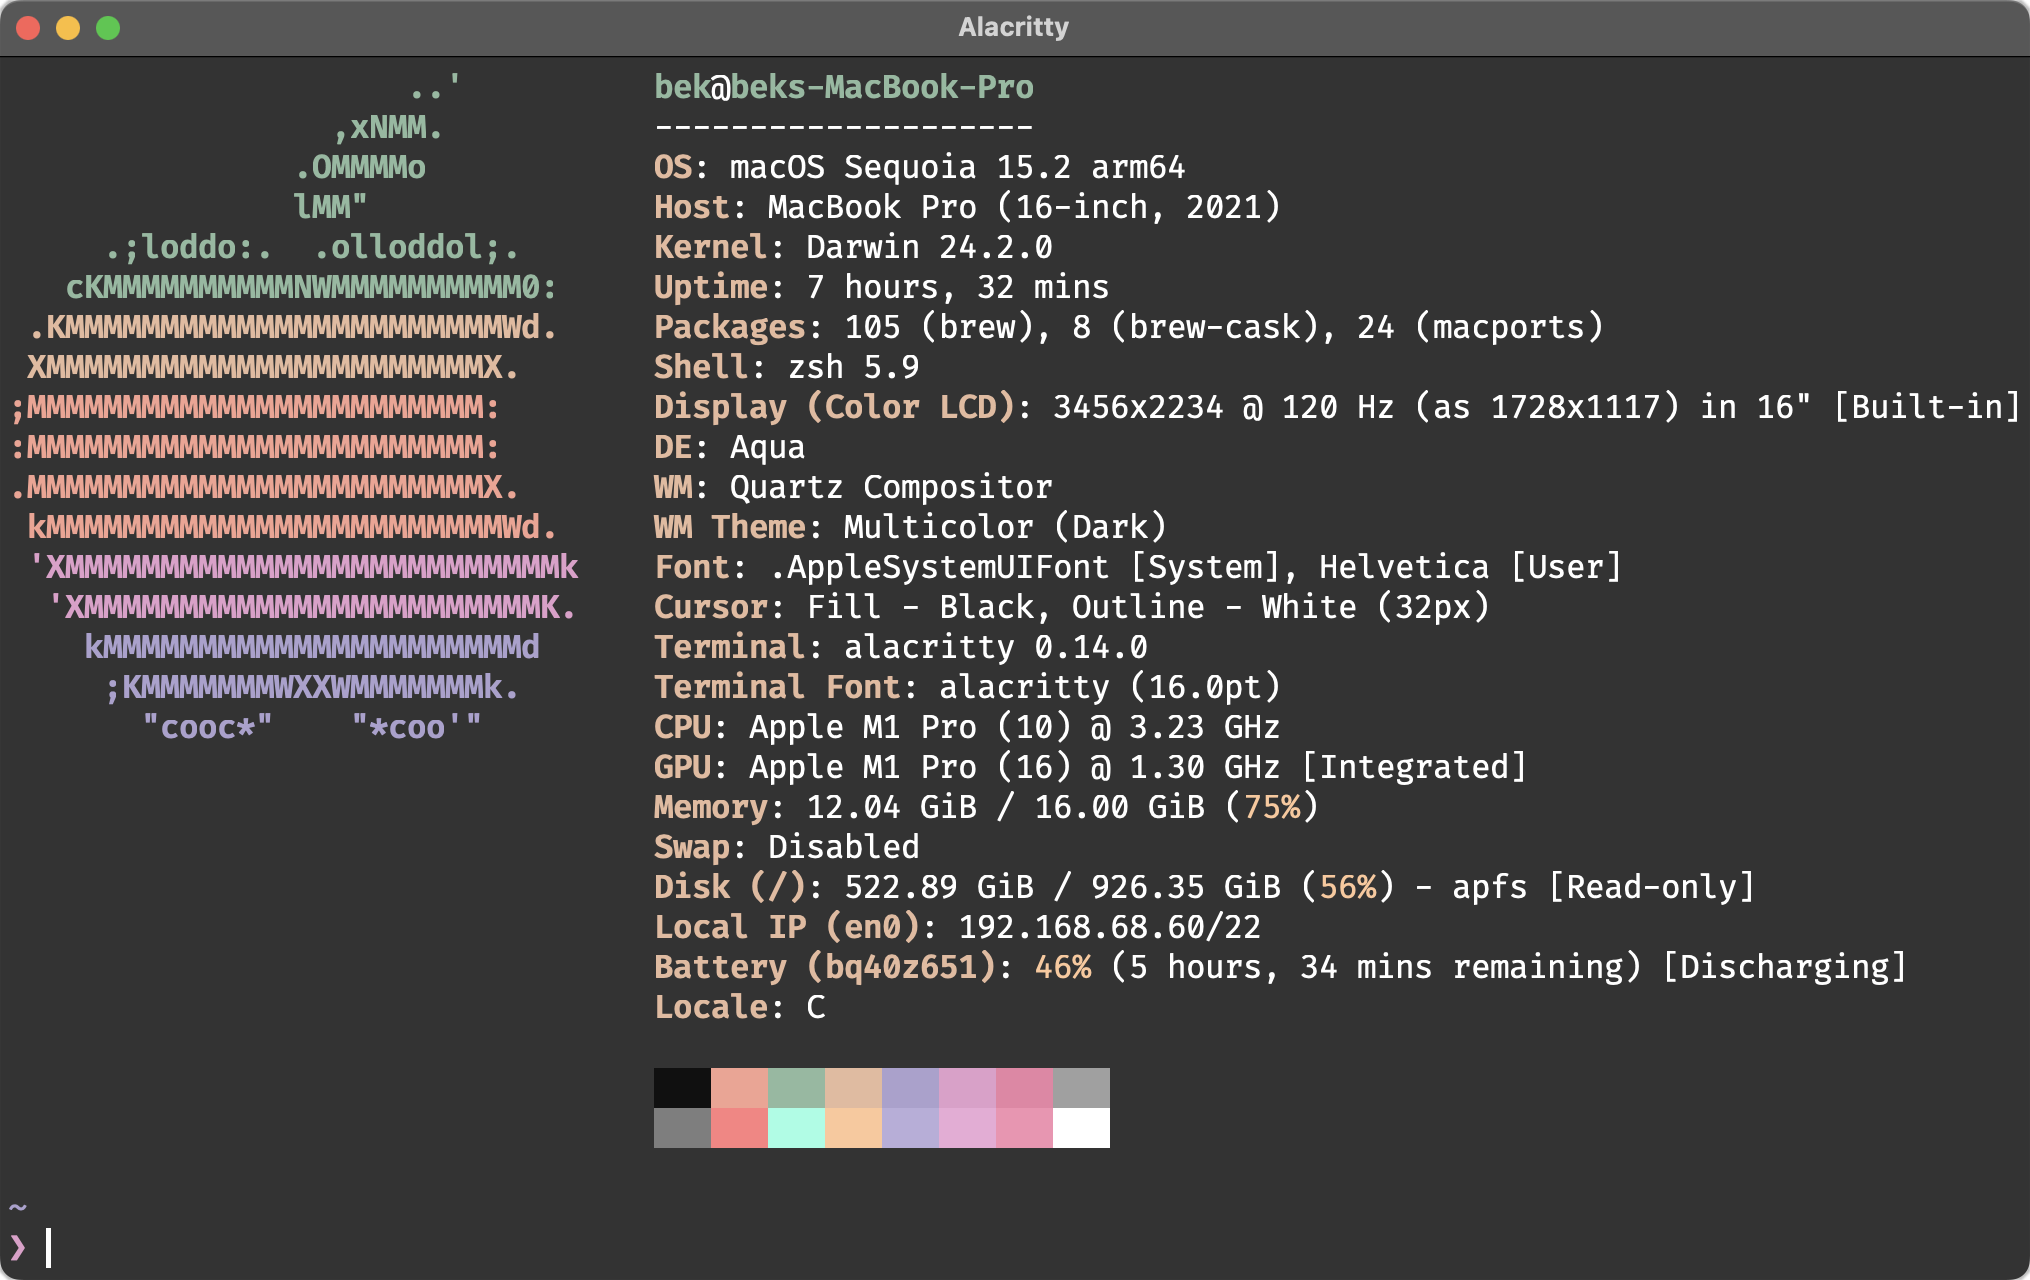 Alacritty
..'
,xNMM.
.OMMMMo
lMM"
.;loddo:.  .olloddol;.
cKMMMMMMMMMMNWMMMMMMMMMM0:
.KMMMMMMMMMMMMMMMMMMMMMMMWd.
XMMMMMMMMMMMMMMMMMMMMMMMX.
;MMMMMMMMMMMMMMMMMMMMMMMM:
:MMMMMMMMMMMMMMMMMMMMMMMM:
.MMMMMMMMMMMMMMMMMMMMMMMMX.
kMMMMMMMMMMMMMMMMMMMMMMMMWd.
'XMMMMMMMMMMMMMMMMMMMMMMMMMMk
'XMMMMMMMMMMMMMMMMMMMMMMMMK.
kMMMMMMMMMMMMMMMMMMMMMMd
;KMMMMMMMWXXWMMMMMMMk.
"cooc*"    "*coo'"
bek@beks-MacBook-Pro
--------------------
OS: macOS Sequoia 15.2 arm64
Host: MacBook Pro (16-inch, 2021)
Kernel: Darwin 24.2.0
Uptime: 7 hours, 32 mins
Packages: 105 (brew), 8 (brew-cask), 24 (macports)
Shell: zsh 5.9
Display (Color LCD): 3456x2234 @ 120 Hz (as 1728x1117) in 16" [Built-in]
DE: Aqua
WM: Quartz Compositor
WM Theme: Multicolor (Dark)
Font: .AppleSystemUIFont [System], Helvetica [User]
Cursor: Fill - Black, Outline - White (32px)
Terminal: alacritty 0.14.0
Terminal Font: alacritty (16.0pt)
CPU: Apple M1 Pro (10) @ 3.23 GHz
GPU: Apple M1 Pro (16) @ 1.30 GHz [Integrated]
Memory: 12.04 GiB / 16.00 GiB (75%)
Swap: Disabled
Disk (/): 522.89 GiB / 926.35 GiB (56%) - apfs [Read-only]
Local IP (en0): 192.168.68.60/22
Battery (bq40z651): 46% (5 hours, 34 mins remaining) [Discharging]
Locale: C
~
❯